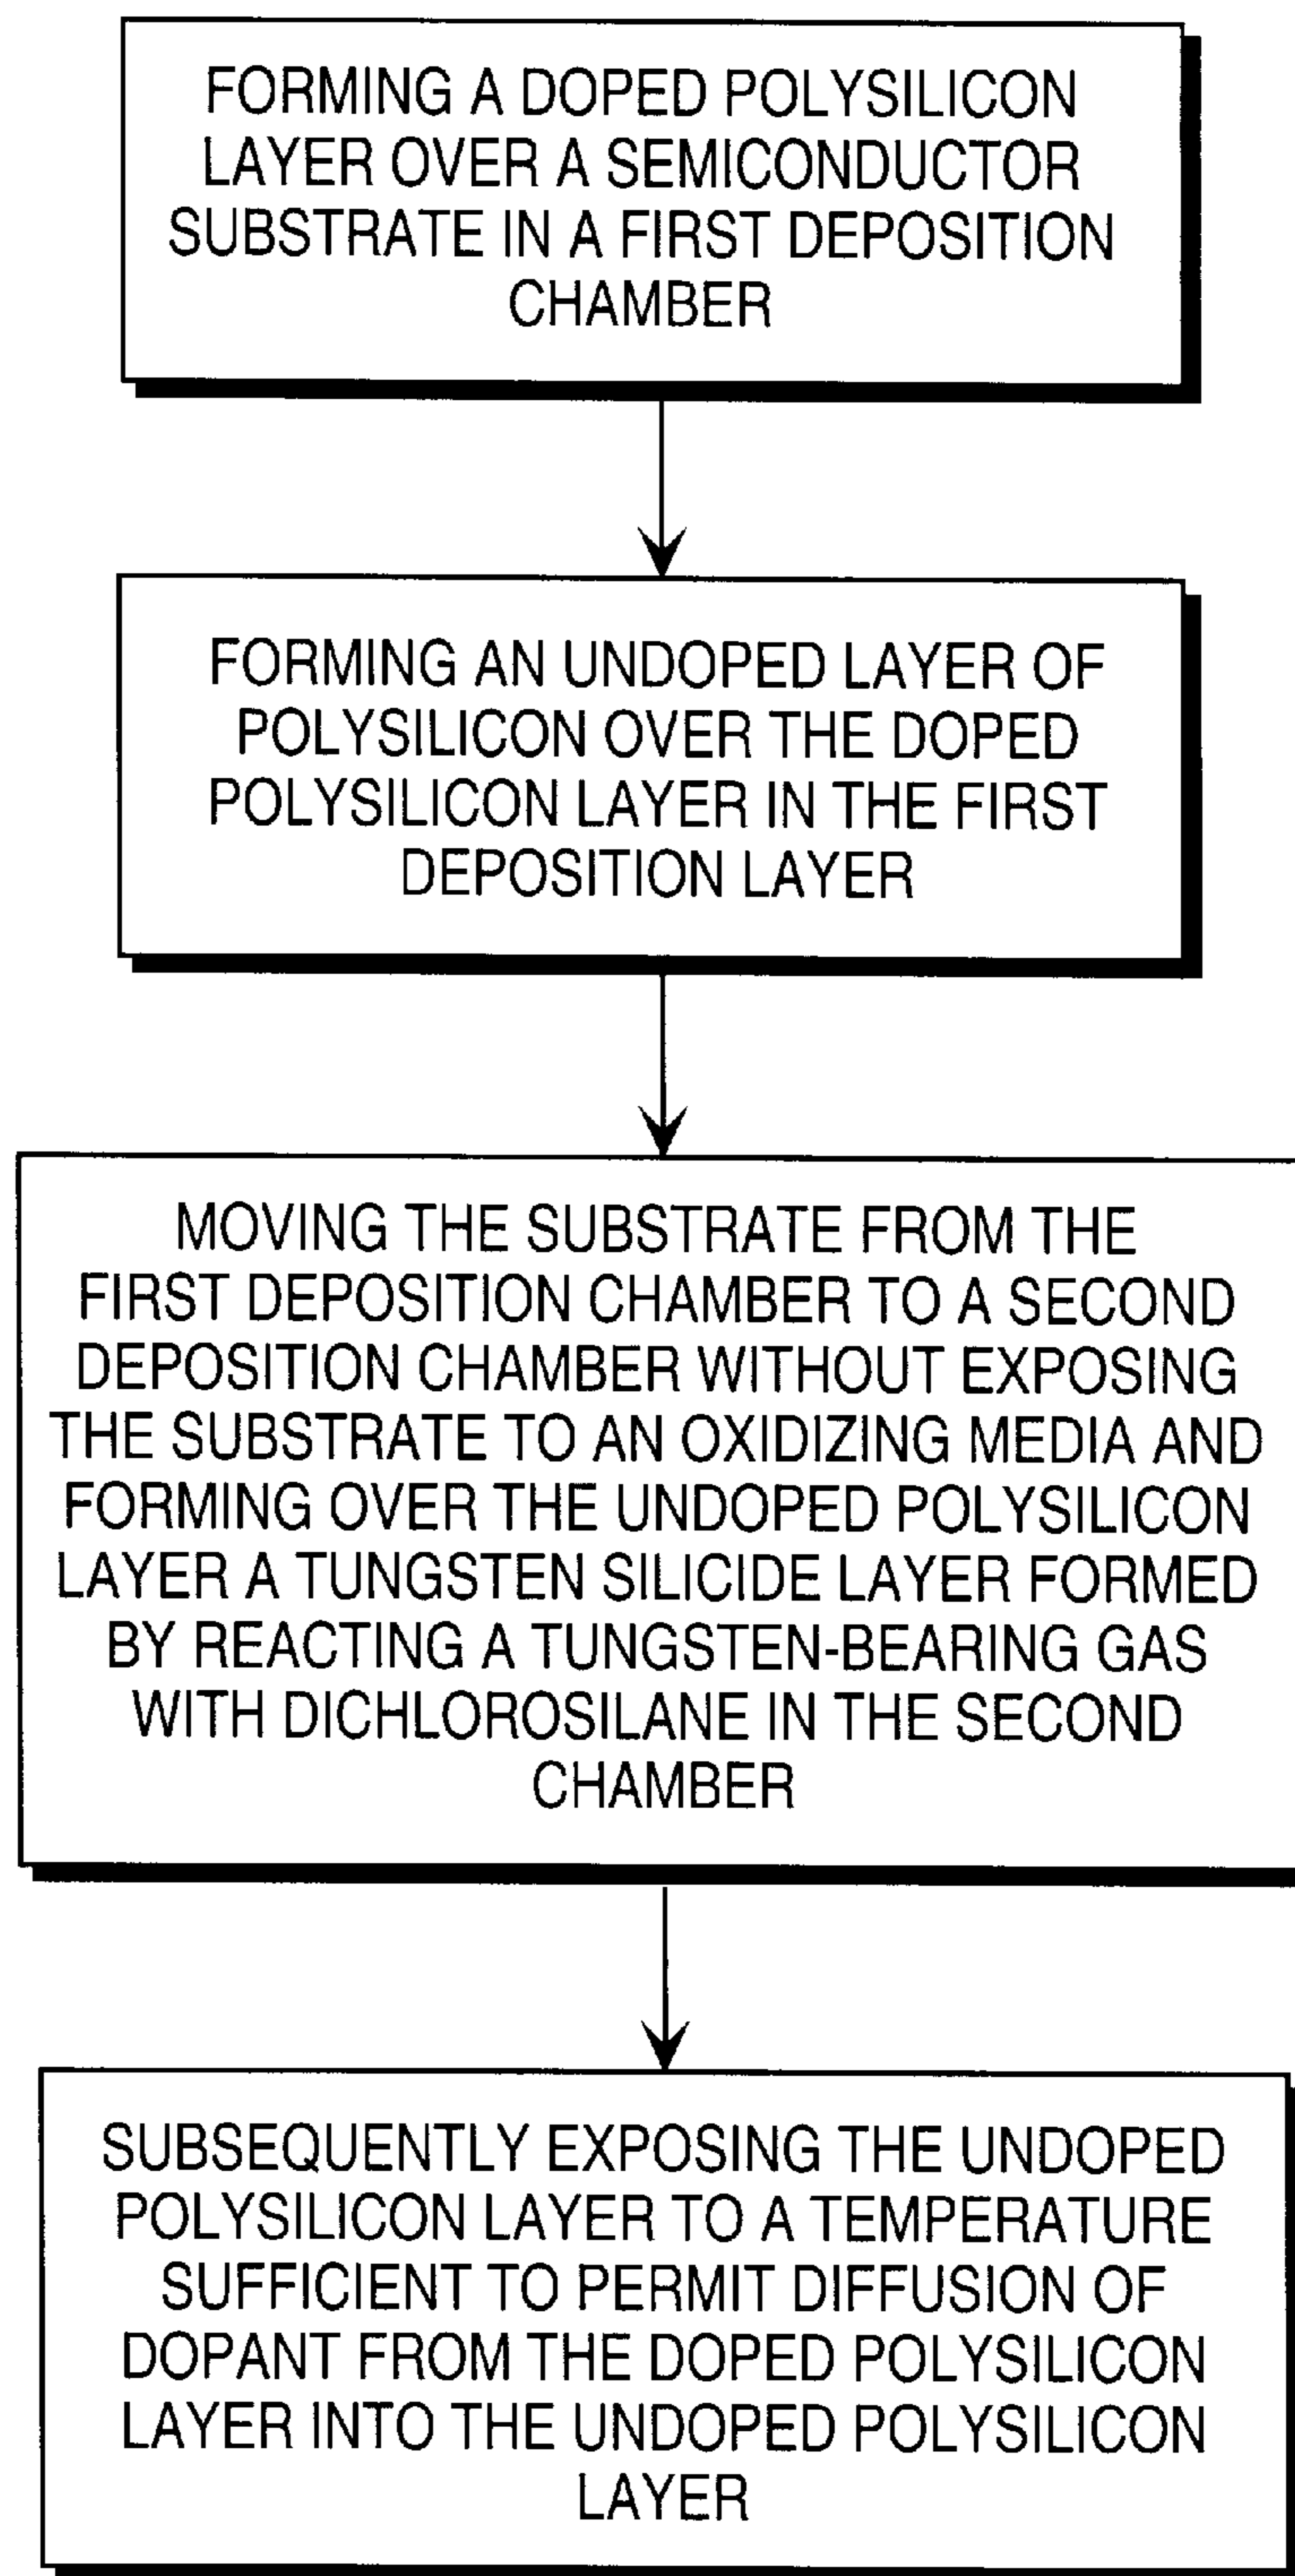 FORMING A DOPED POLYSILICON
LAYER OVER A SEMICONDUCTOR
SUBSTRATE IN A FIRST DEPOSITION
CHAMBER
FORMING AN UNDOPED LAYER OF
POLYSILICON OVER THE DOPED
POLYSILICON LAYER IN THE FIRST
DEPOSITION LAYER
MOVING THE SUBSTRATE FROM THE
FIRST DEPOSITION CHAMBER TO A SECOND
DEPOSITION CHAMBER WITHOUT EXPOSING
THE SUBSTRATE TO AN OXIDIZING MEDIA AND
FORMING OVER THE UNDOPED POLYSILICON
LAYER A TUNGSTEN SILICIDE LAYER FORMED
BY REACTING A TUNGSTEN-BEARING GAS
WITH DICHLOROSILANE IN THE SECOND
CHAMBER
SUBSEQUENTLY EXPOSING THE UNDOPED
POLYSILICON LAYER TO A TEMPERATURE
SUFFICIENT TO PERMIT DIFFUSION OF
DOPANT FROM THE DOPED POLYSILICON
LAYER INTO THE UNDOPED POLYSILICON
LAYER